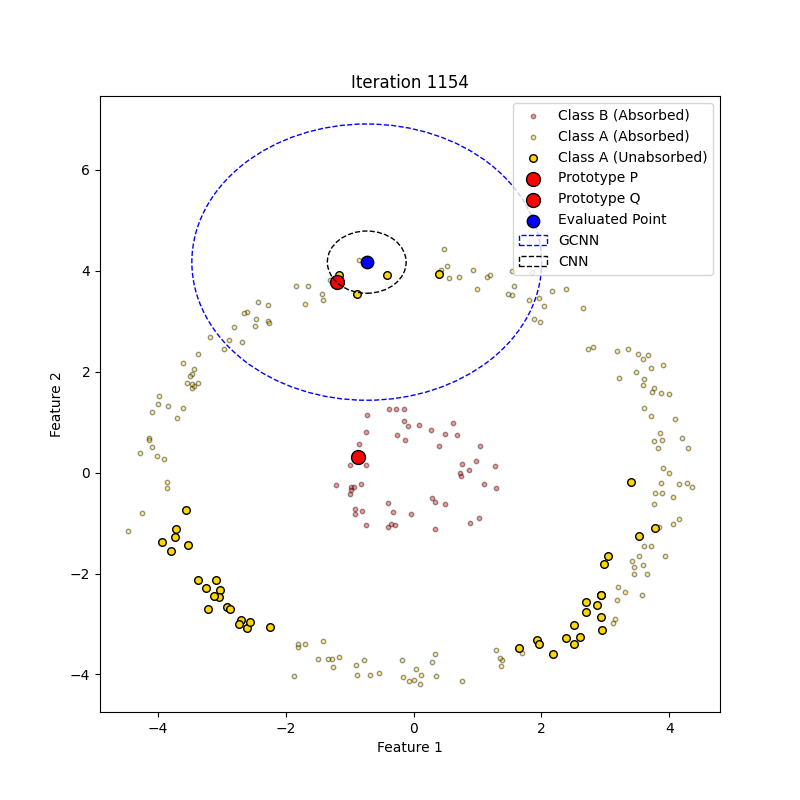 Iteration 1154
Class B (Absorbed)
Class A (Absorbed)
Class A (Unabsorbed)
Prototype P
Prototype Q
Evaluated Point
GCNN
CNN
6
4
2
0
−2
−4
Feature 2
−4
−2
0
2
4
Feature 1